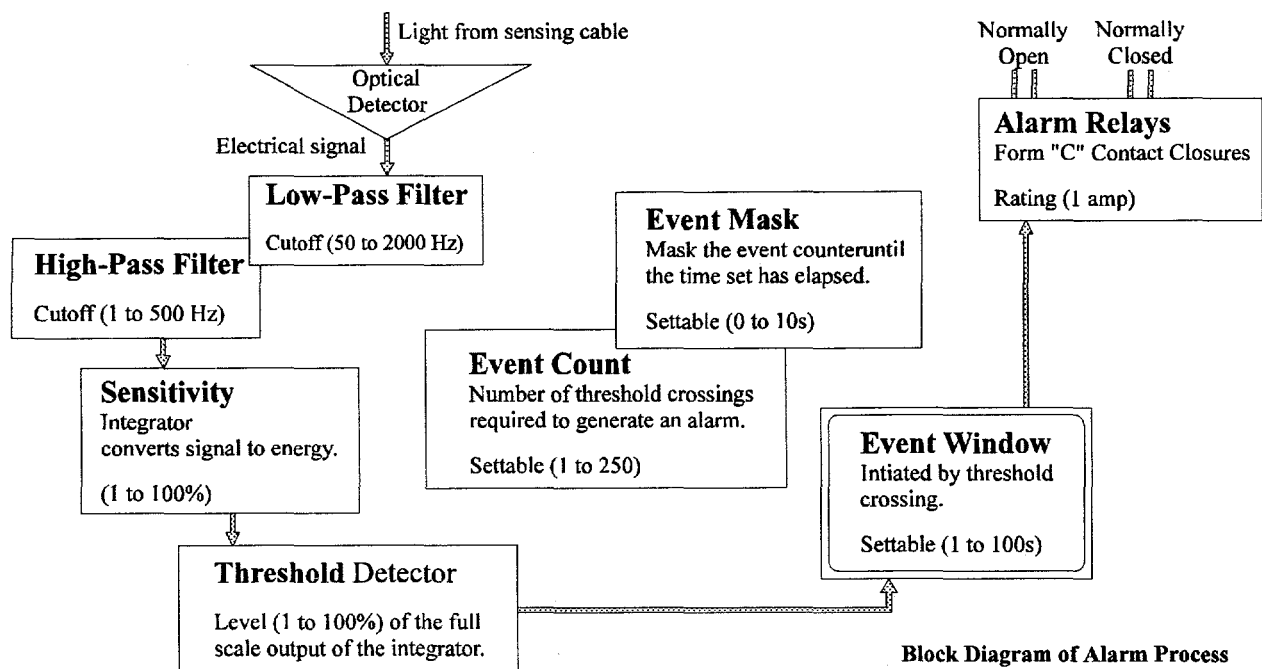 Light from sensing cable
Optical
Detector
Electrical signal
Low-Pass Filter
Cutoff (50 to 2000 Hz)
High-Pass Filter
Cutoff (1 to 500 Hz)
Sensitivity
Integrator
converts signal to energy.
(1 to 100%)
Threshold Detector
Level (1 to 100%) of the full
scale output of the integrator.
Event Mask
Mask the event counteruntil
the time set has elapsed.
Settable (0 to 10s)
Event Count
Number of threshold crossings
required to generate an alarm.
Settable (1 to 250)
Event Window
Intiated by threshold
crossing.
Settable (1 to 100s)
Normally
Open
Normally
Closed
Alarm Relays
Form "C" Contact Closures
Rating (1 amp)
Block Diagram of Alarm Process